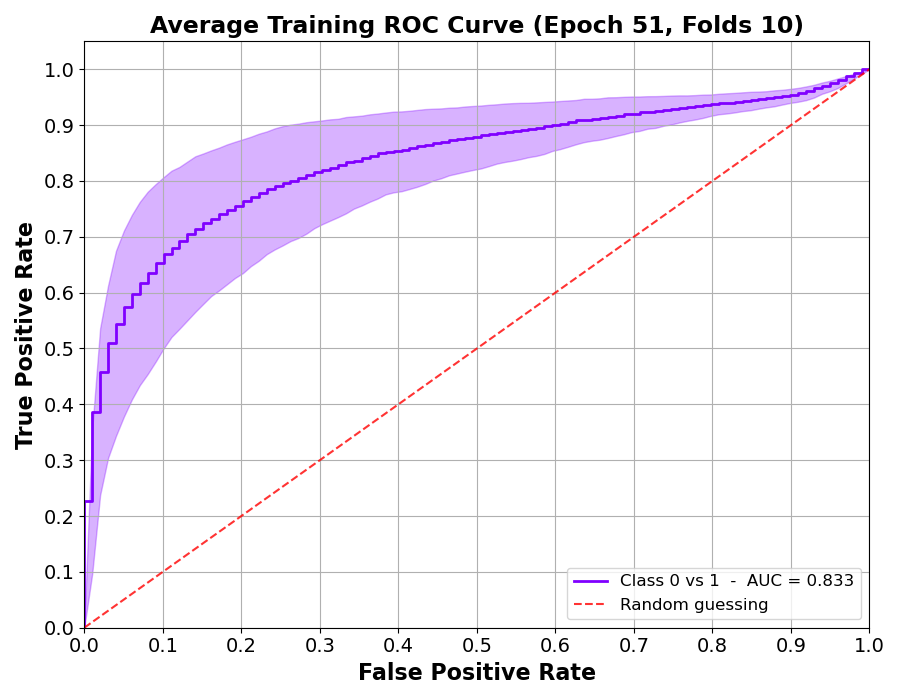 Average Training ROC Curve (Epoch 51, Folds 10)
True Positive Rate
1.0
0.9
0.8
0.7
0.6
0.5
0.4
0.3
0.2
0.1
0.0
Class 0 vs 1 - AUC = 0.833
Random guessing
0.0 0.1 0.2 0.3 0.4 0.5 0.6 0.7 0.8 0.9 1.0
False Positive Rate